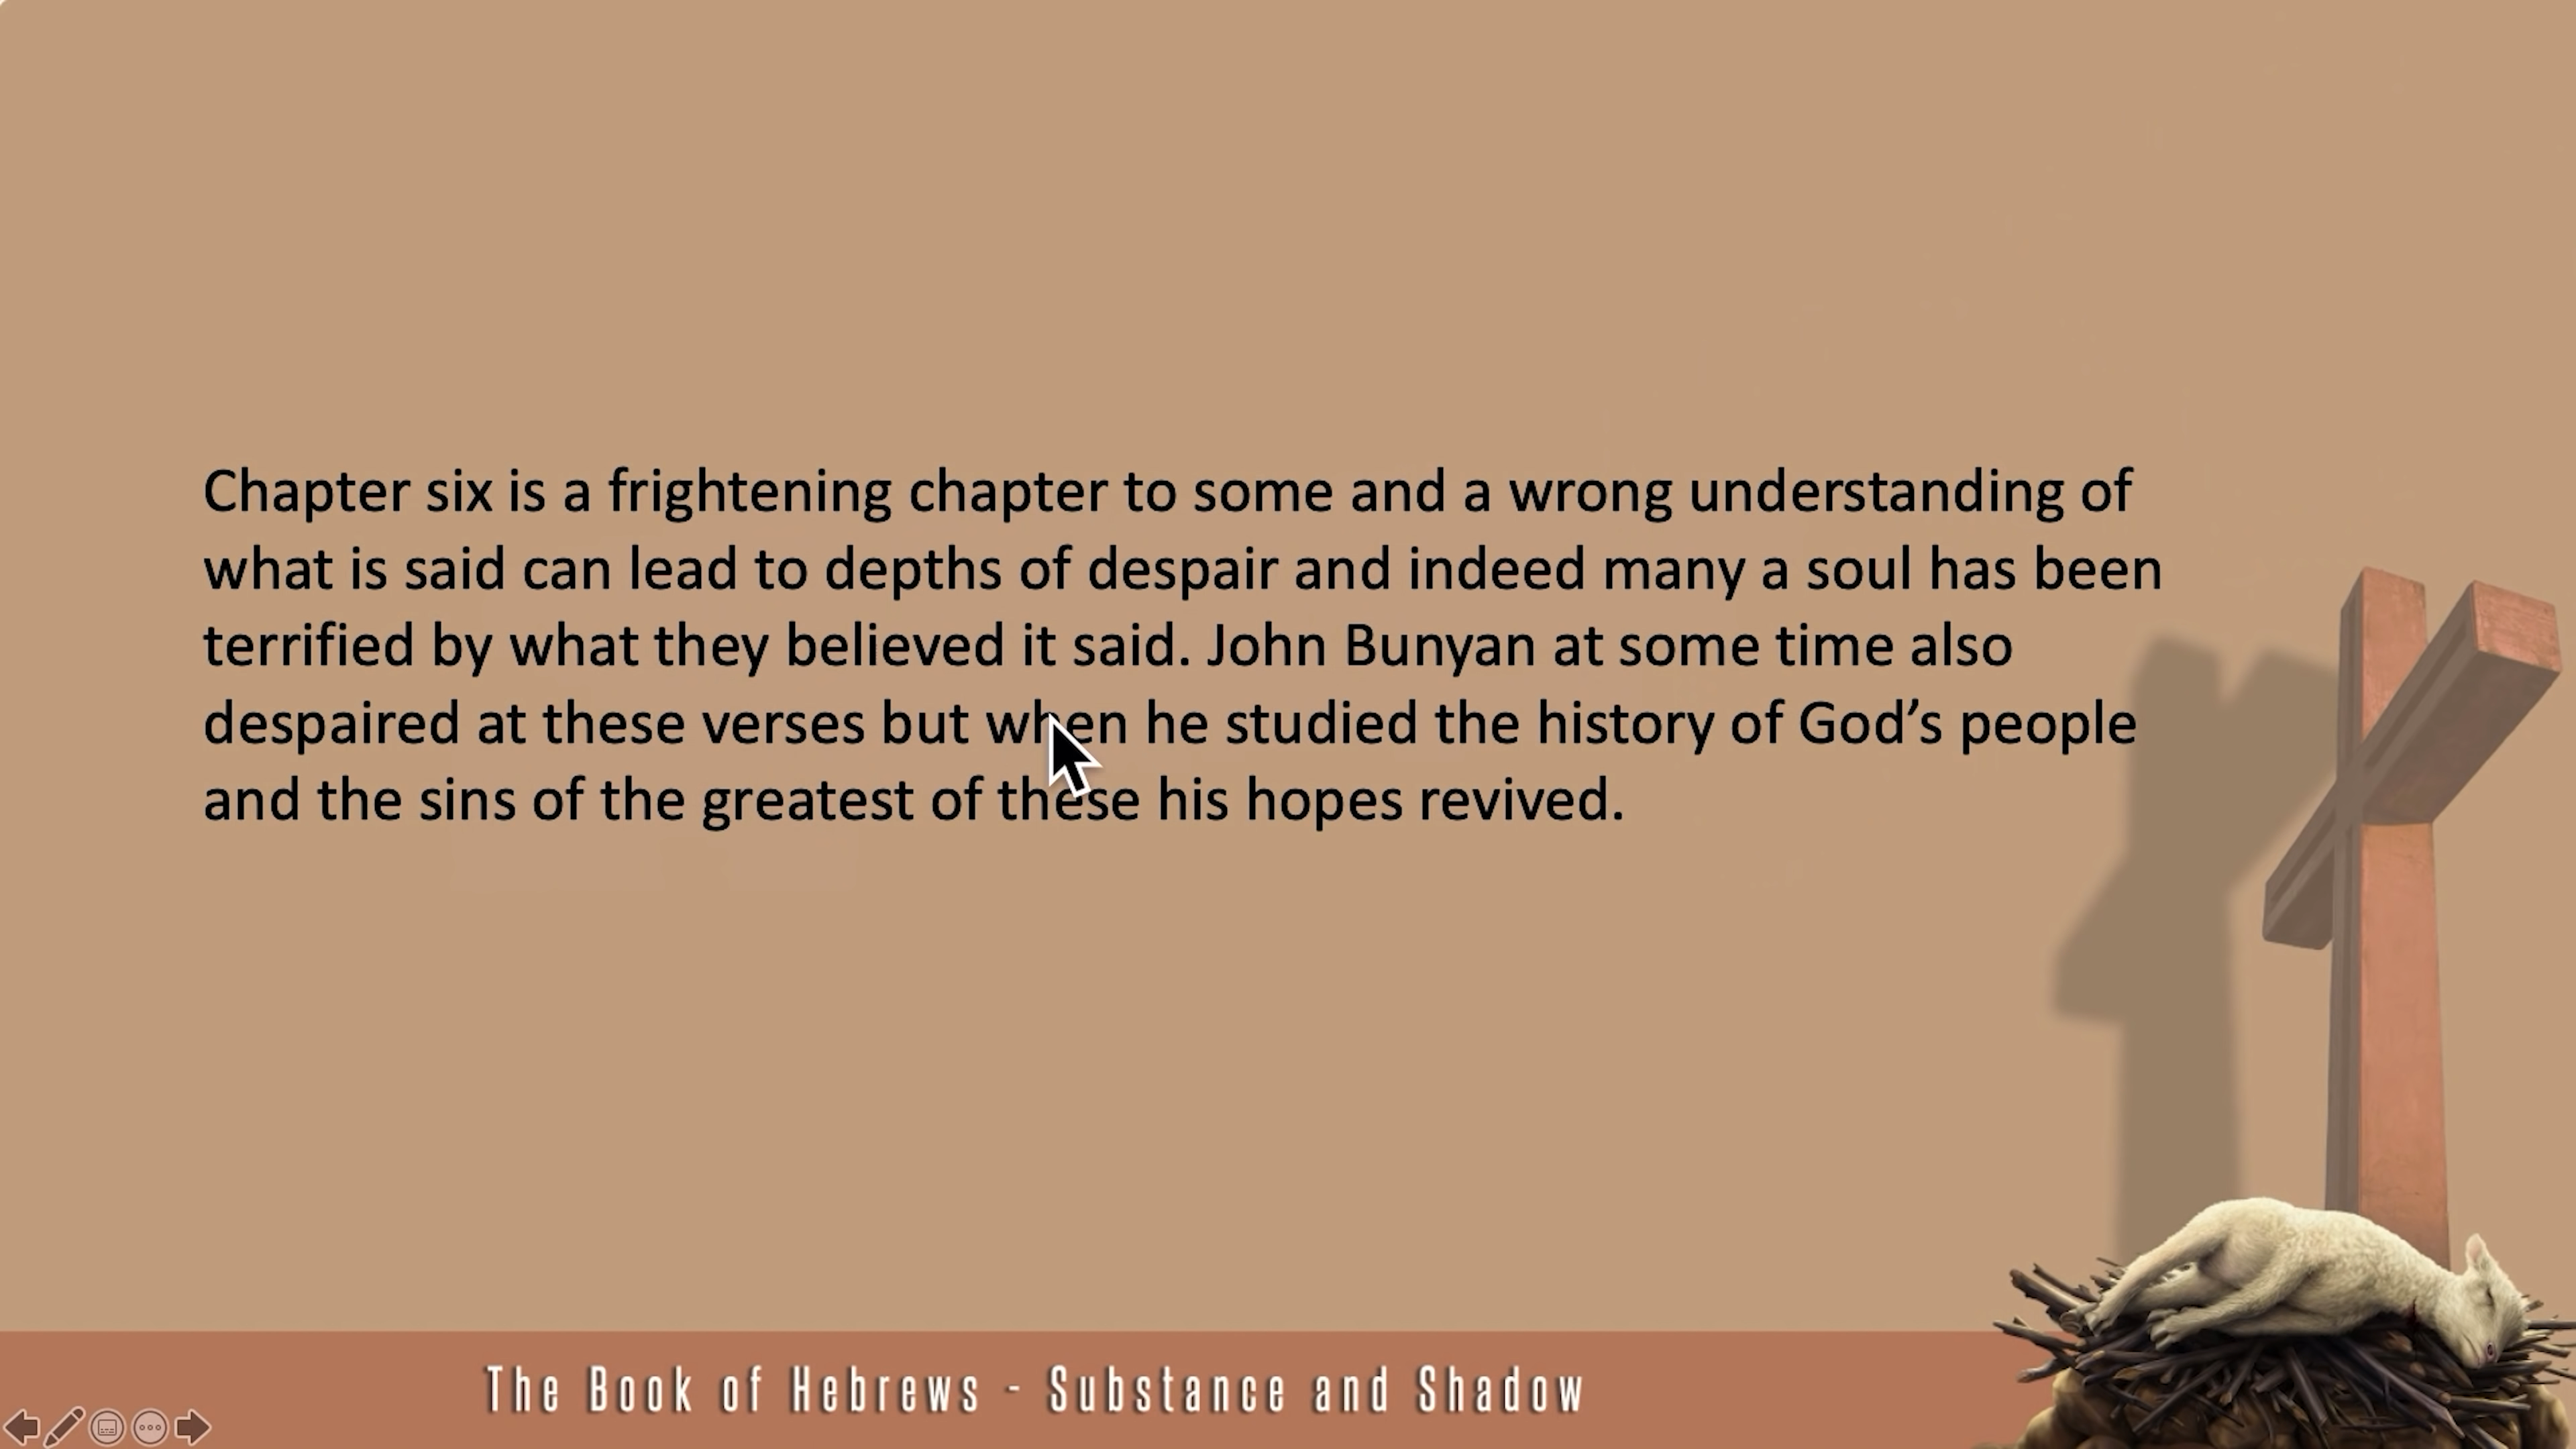 Chapter six is a frightening chapter to some and a wrong understanding of
what is said can lead to depths of despair and indeed many a soul has been
terrified by what they believed it said. John Bunyan at some time also
despaired at these verses but when he studied the history of God’s people
and the sins of the greatest of these his hopes revived.
The Book of Hebrews - Substance and Shadow